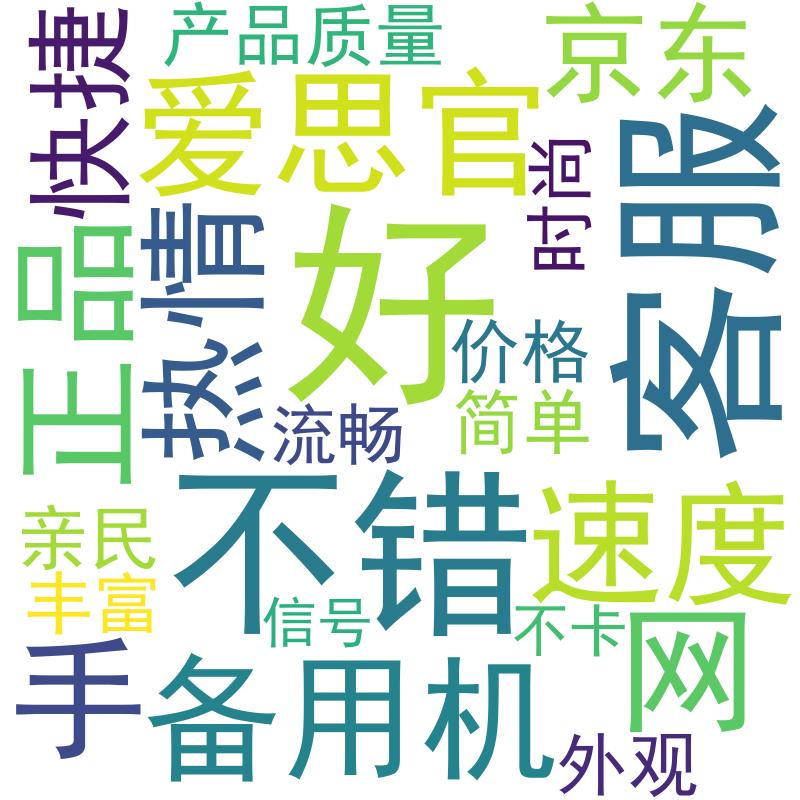 快捷
产品质量
京东
爱思官
时尚
客服
正品
热情
好
价格
流畅
简单
不错
速度
亲民
丰富
信号
不卡
网
手
备用机
外观